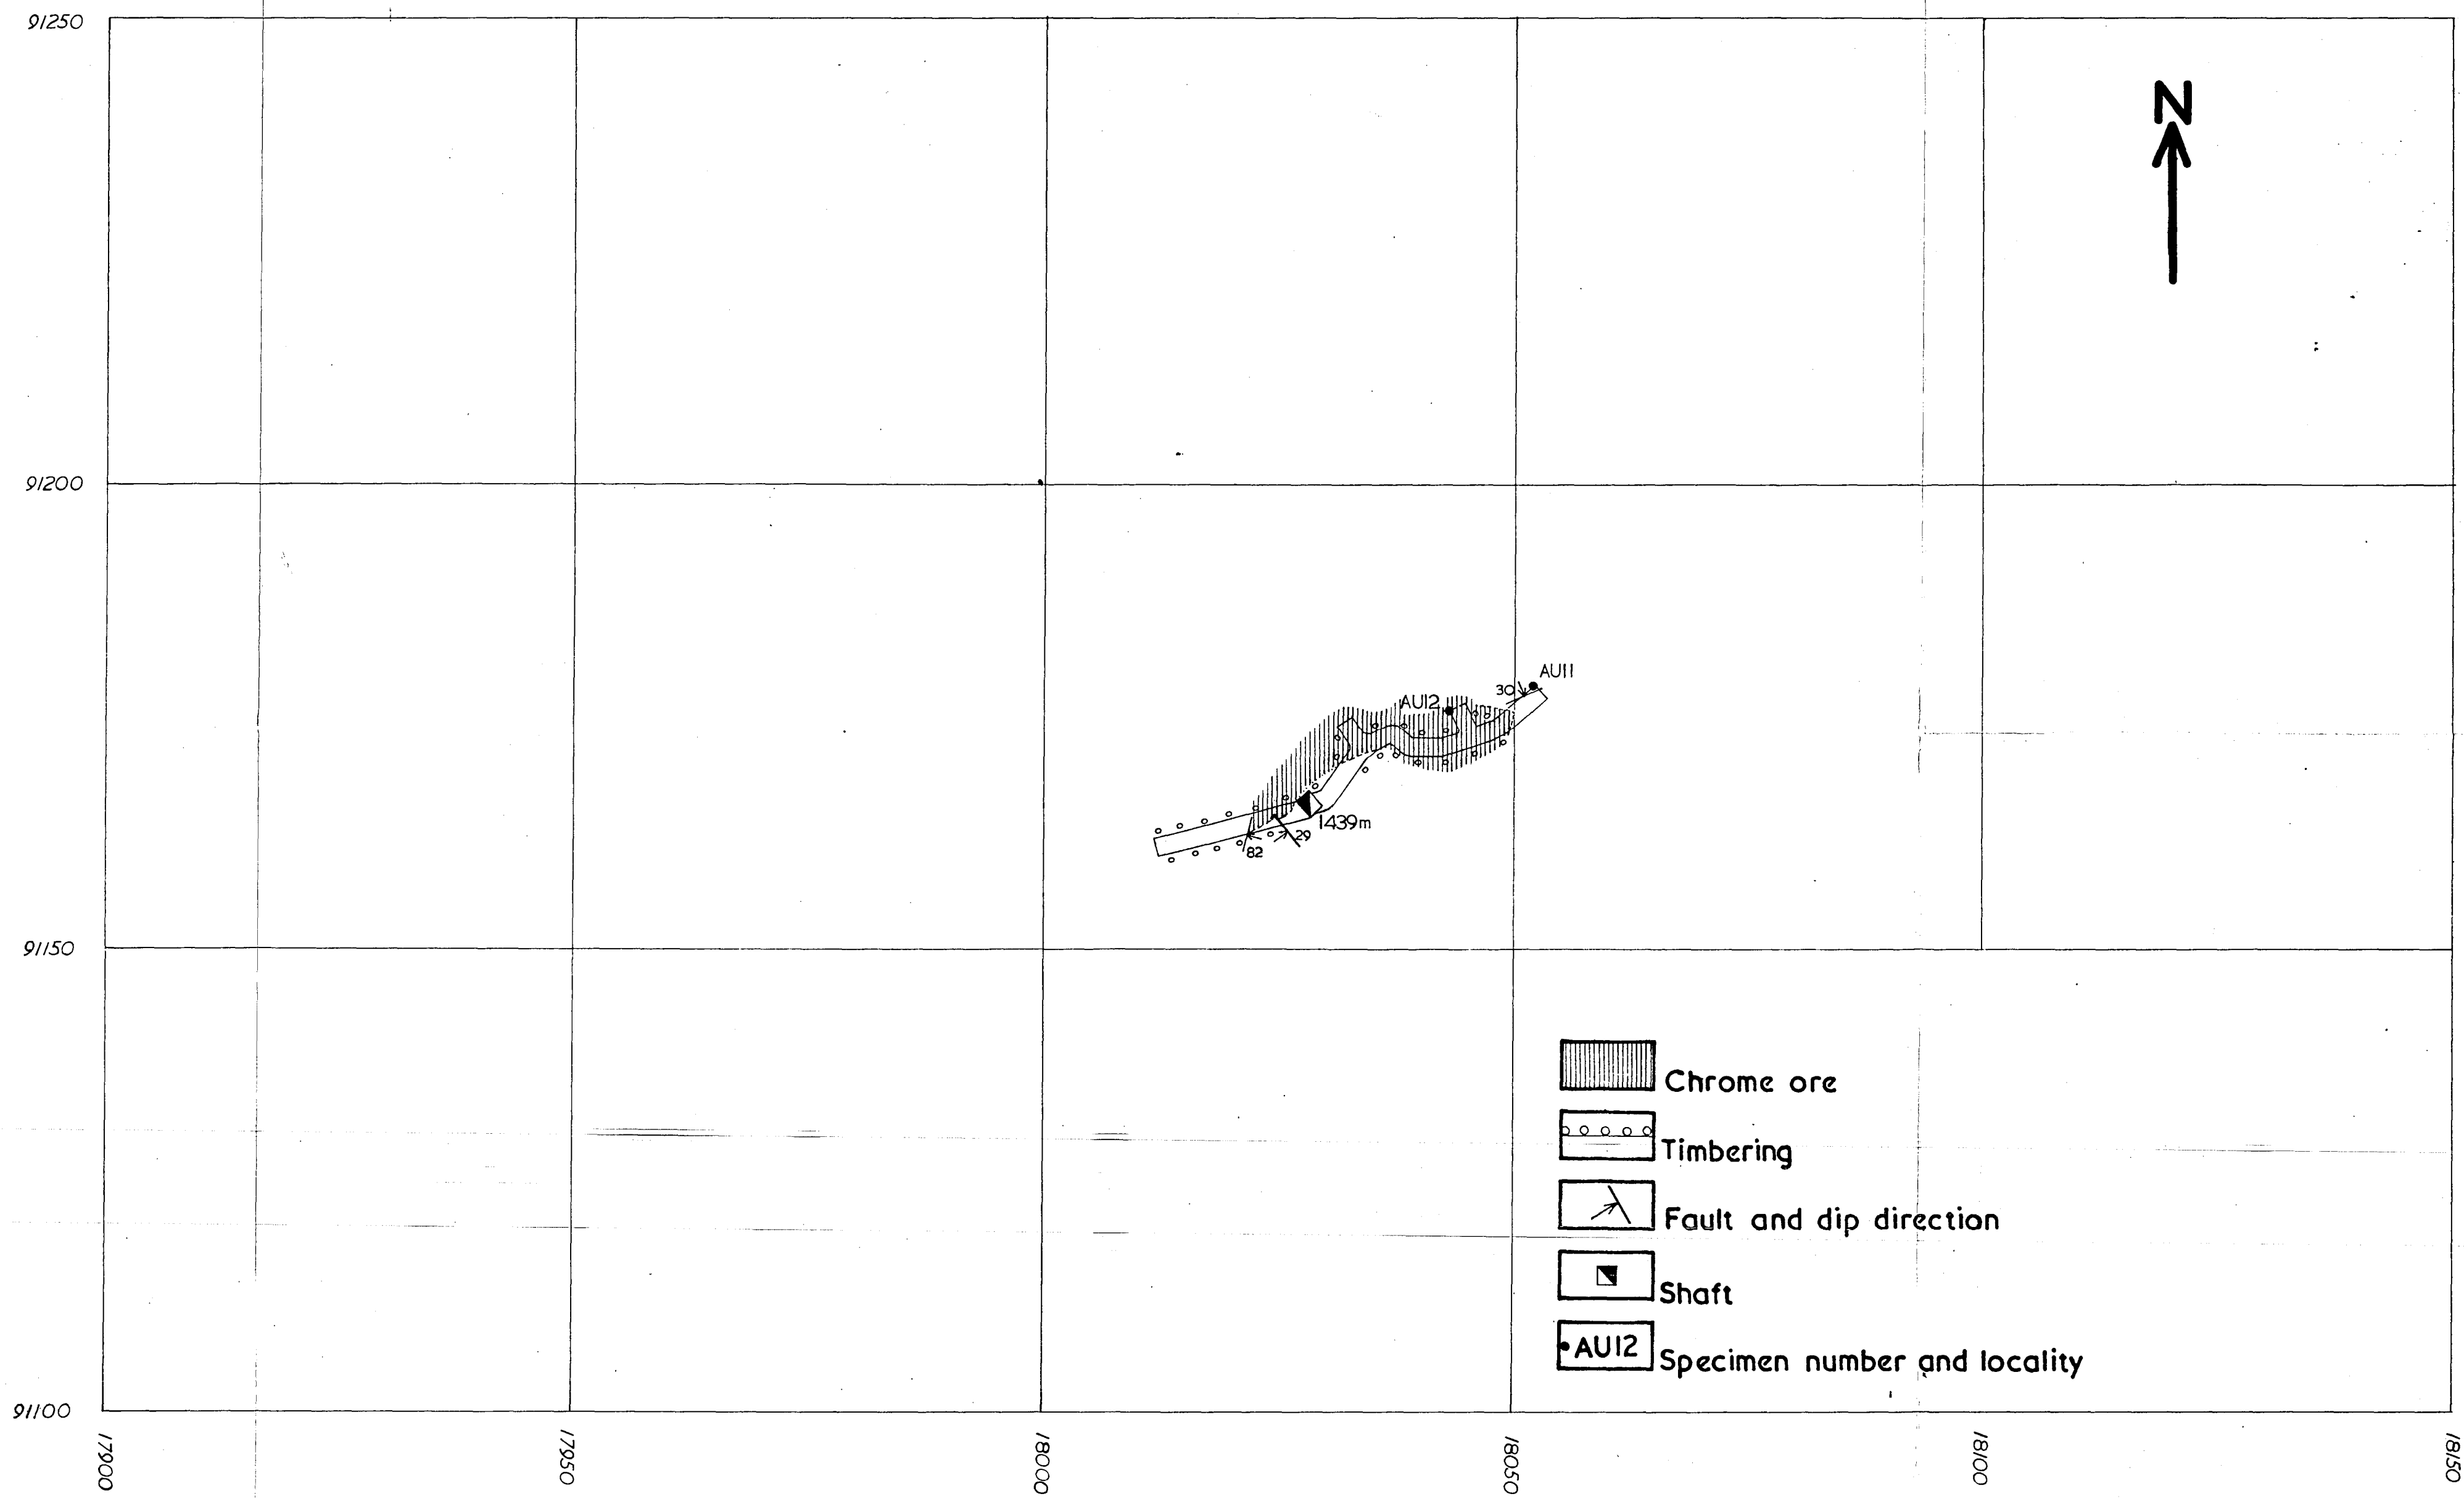 91250
N
91200
AU11
30
AU12
1439m
29
82
91150
Chrome ore
Timbering
Fault and dip direction
Shaft
AU12
Specimen number and locality
91100
17900
17950
18000
18050
18100
18150